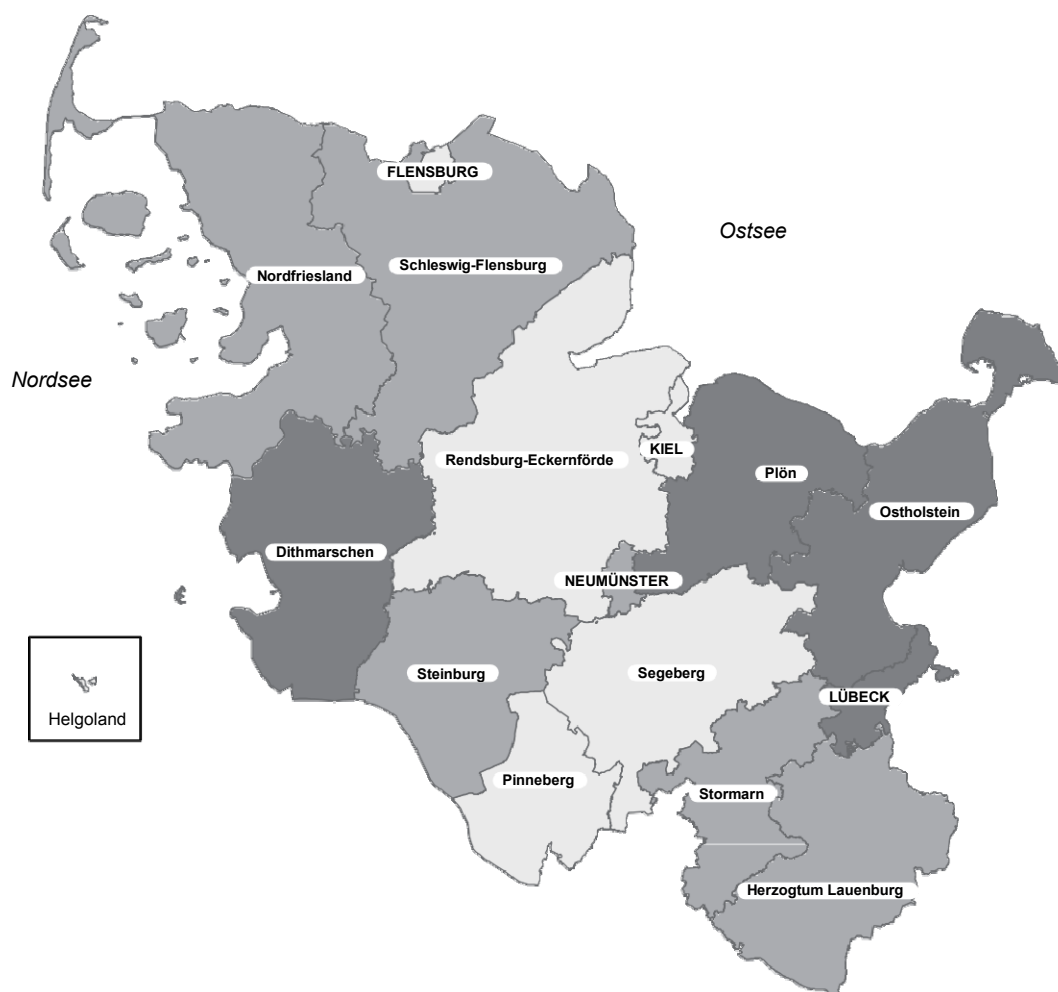 FLENSBURG
Ostsee
Schleswig-Flensburg
Nordfriesland
Nordsee
KIEL
Rendsburg-Eckernförde
Plön
Ostholstein
Dithmarschen
NEUMÜNSTER
Steinburg
Segeberg
LÜBECK
Helgoland
Pinneberg
Stormarn
Herzogtum Lauenburg